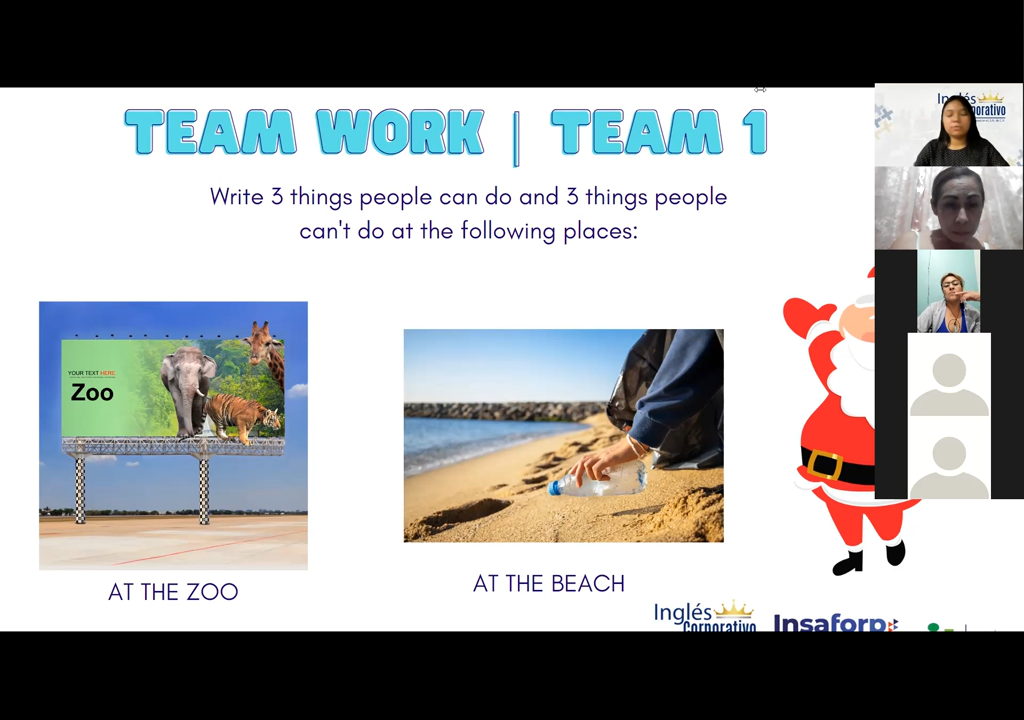 TEAM WORK | TEAM 1
Write 3 things people can do and 3 things people
can't do at the following places:
YOUR TEXT HERE
Zoo
AT THE ZOO
AT THE BEACH
Inglés
Corporativo
Insaforp
Inglés